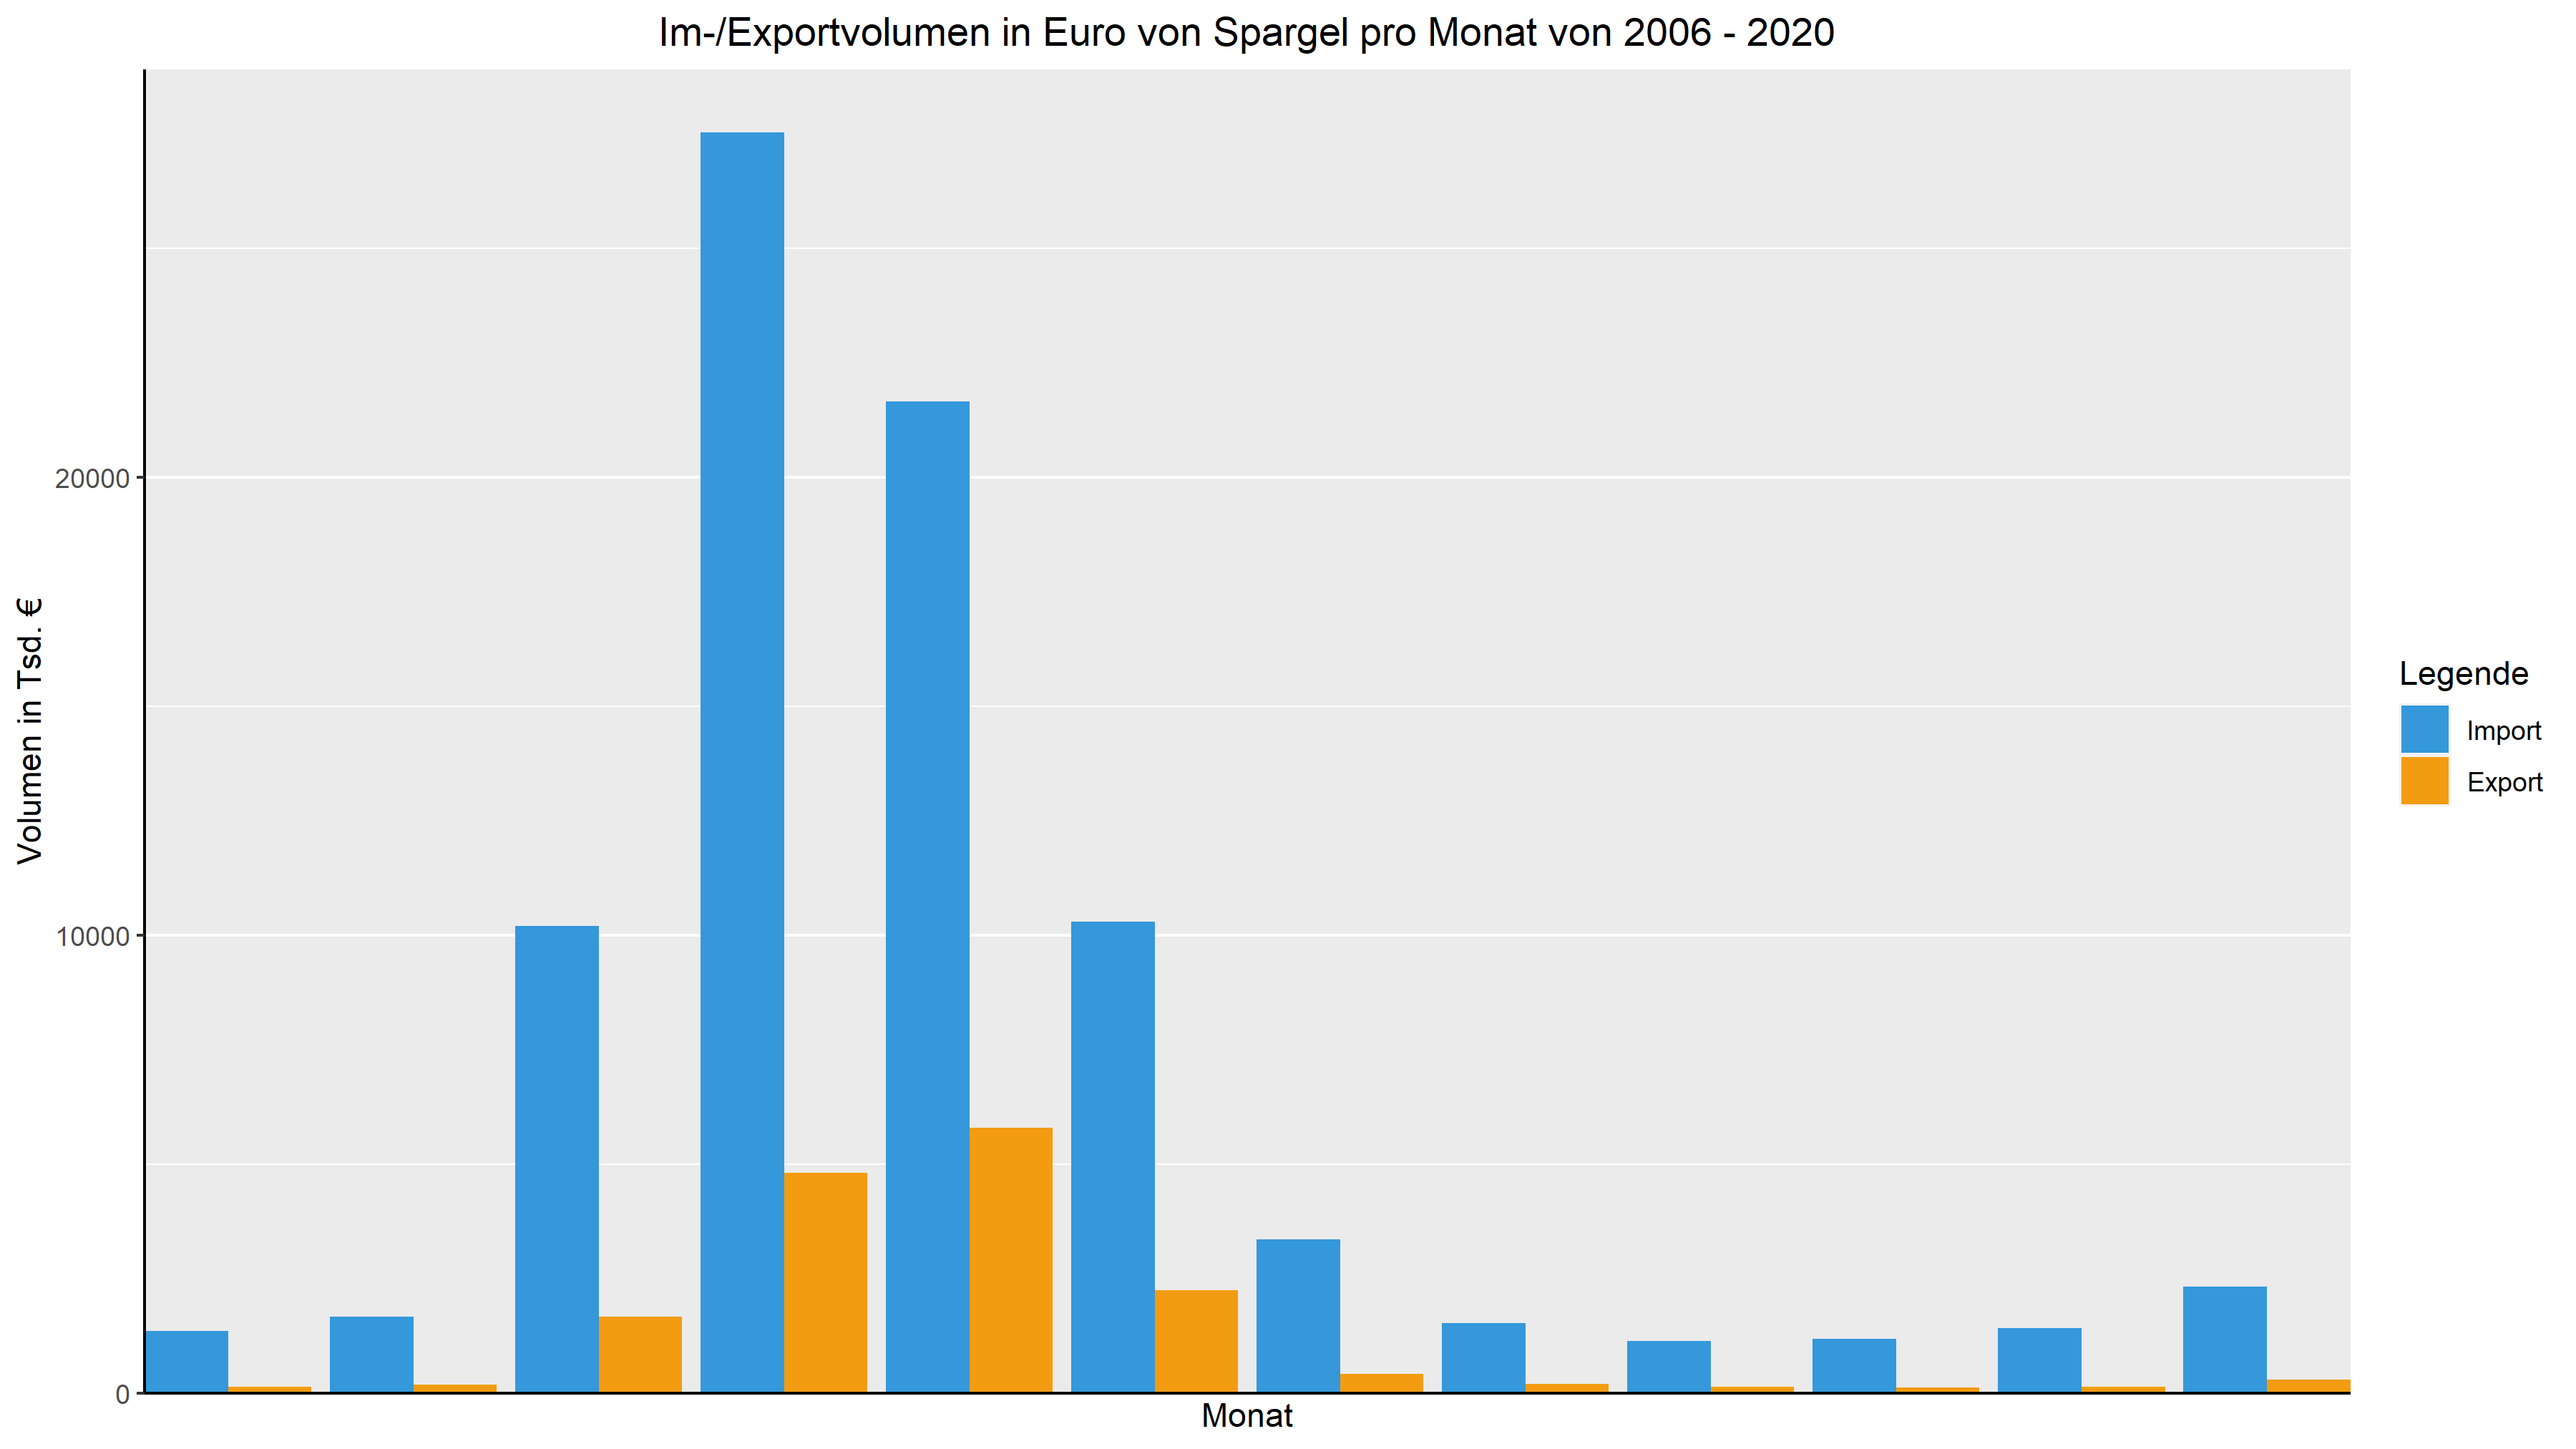 Im-/Exportvolumen in Euro von Spargel pro Monat von 2006 - 2020
Volumen in Tsd. €
20000
10000
0
Monat
Legende
Import
Export